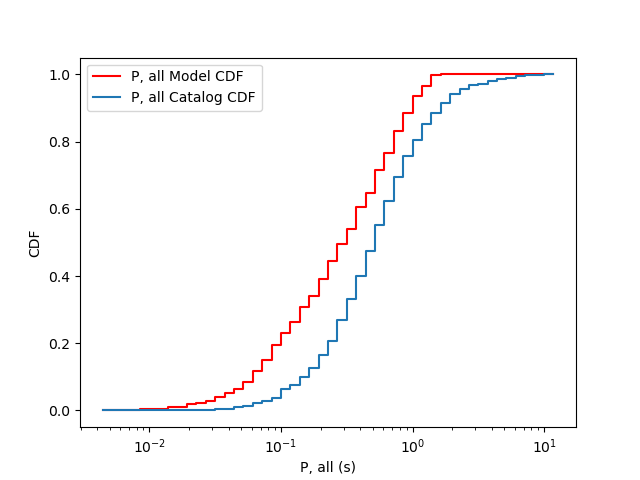 P, all Model CDF
P, all Catalog CDF
1.0
0.8
0.6
0.4
0.2
0.0
CDF
10⁻² 10⁻¹ 10⁰ 10¹
P, all (s)